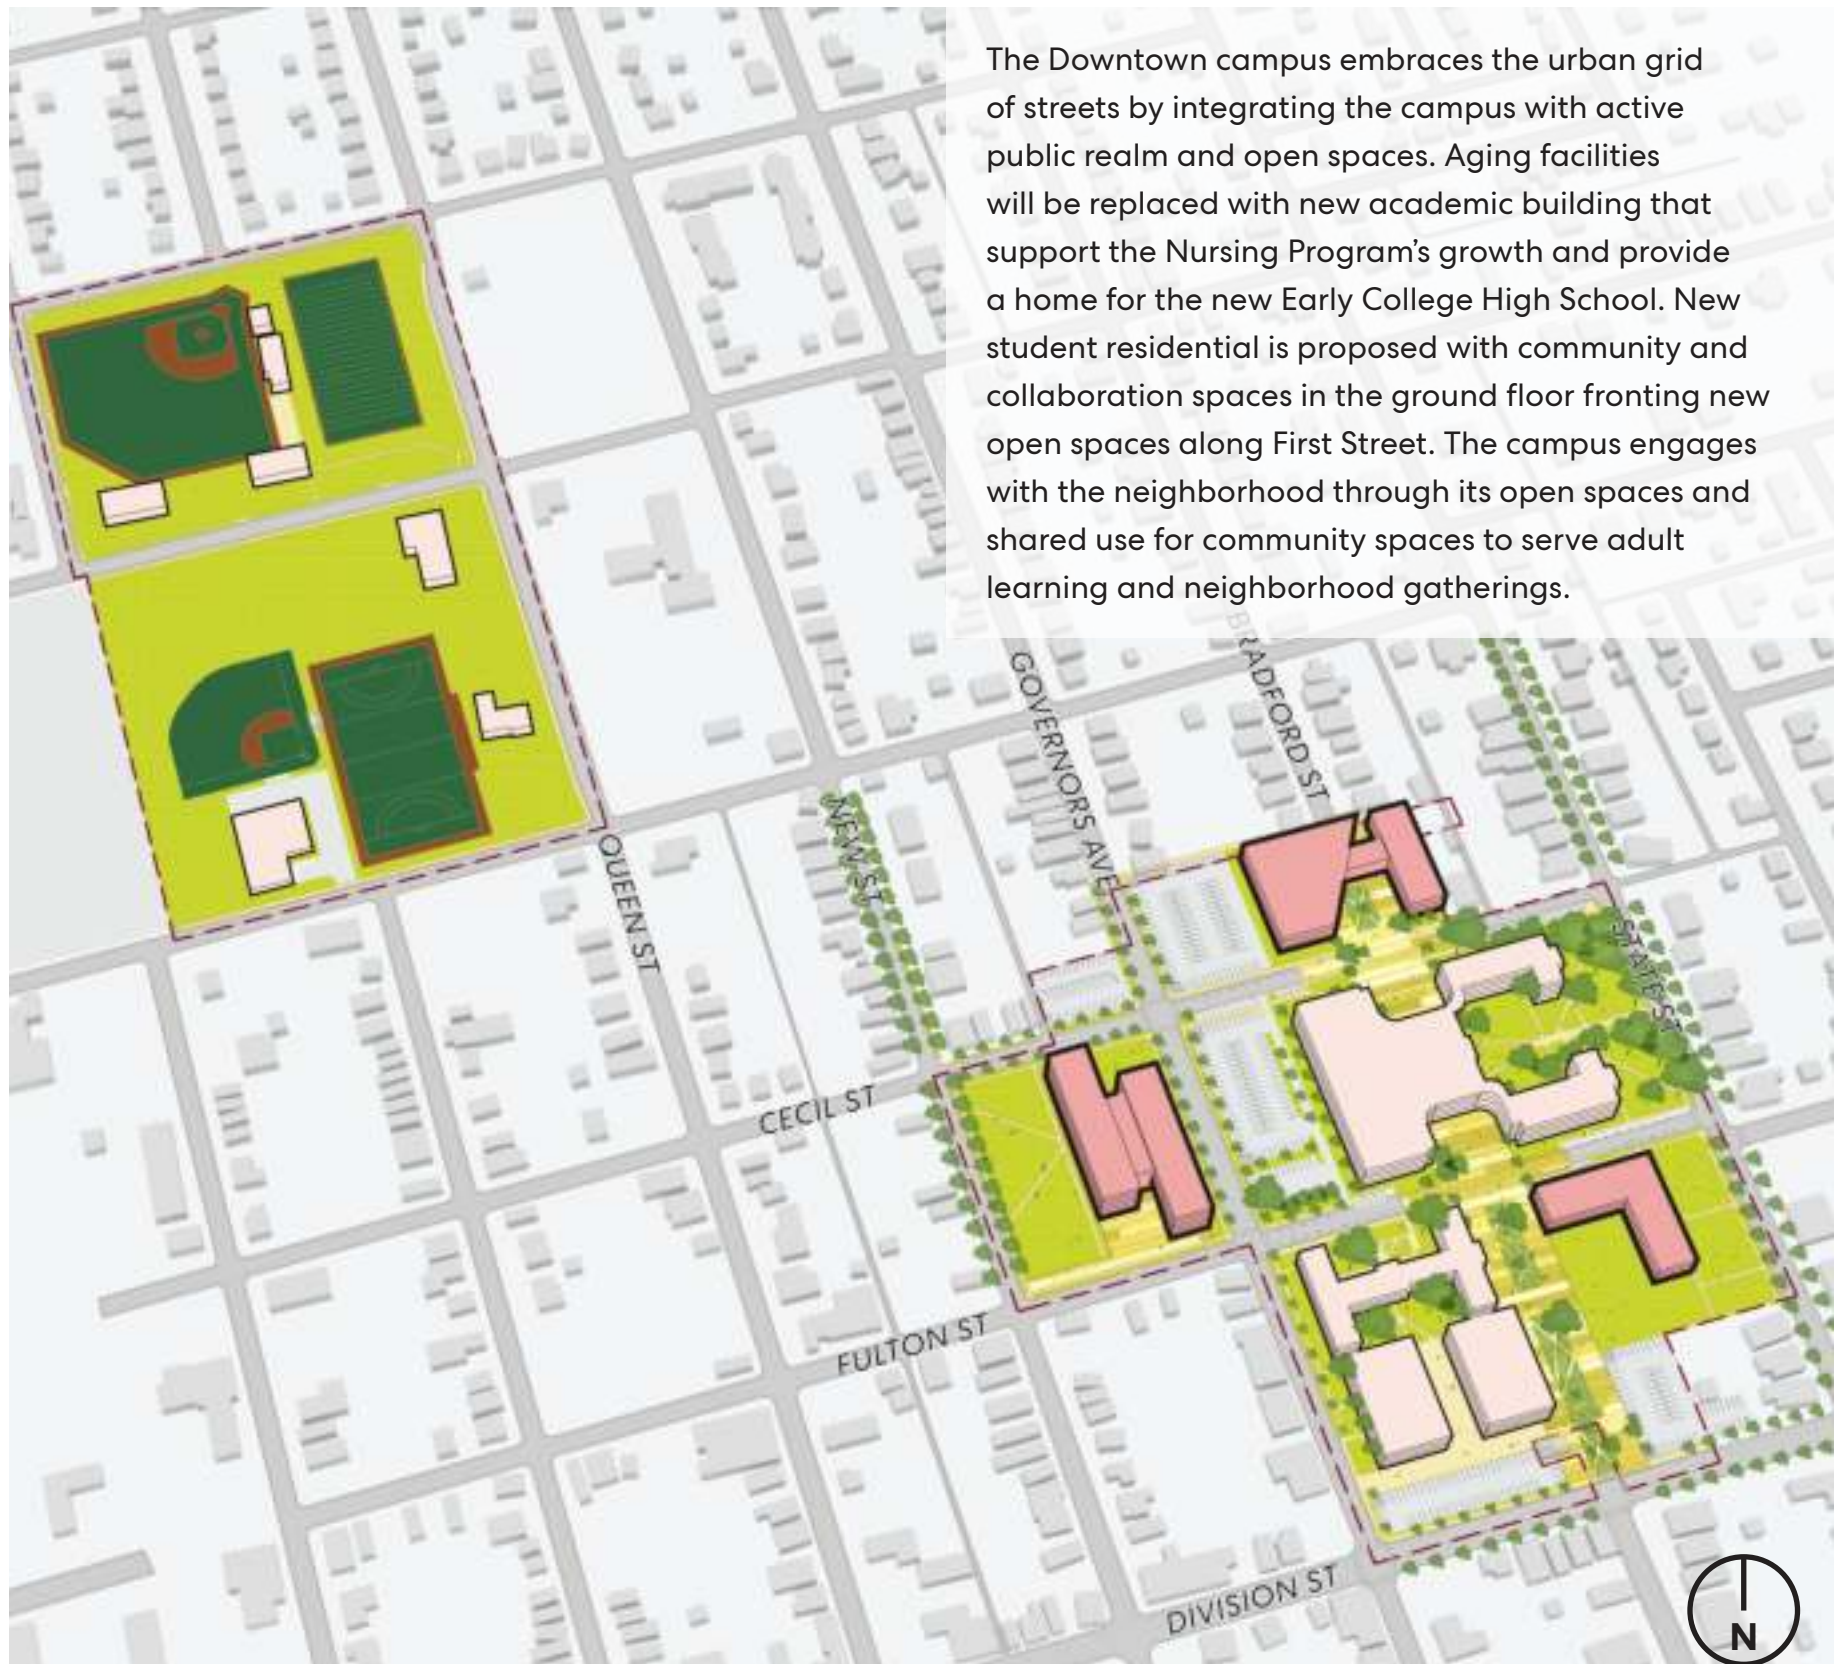 The Downtown campus embraces the urban grid
of streets by integrating the campus with active
public realm and open spaces. Aging facilities
will be replaced with new academic building that
support the Nursing Program’s growth and provide
a home for the new Early College High School. New
student residential is proposed with community and
collaboration spaces in the ground floor fronting new
open spaces along First Street. The campus engages
with the neighborhood through its open spaces and
shared use for community spaces to serve adult
learning and neighborhood gatherings.
GOVERNORS AVE
BRADFORD ST
NEW ST
QUEEN ST
STATE ST
CECIL ST
FULTON ST
DIVISION ST
N